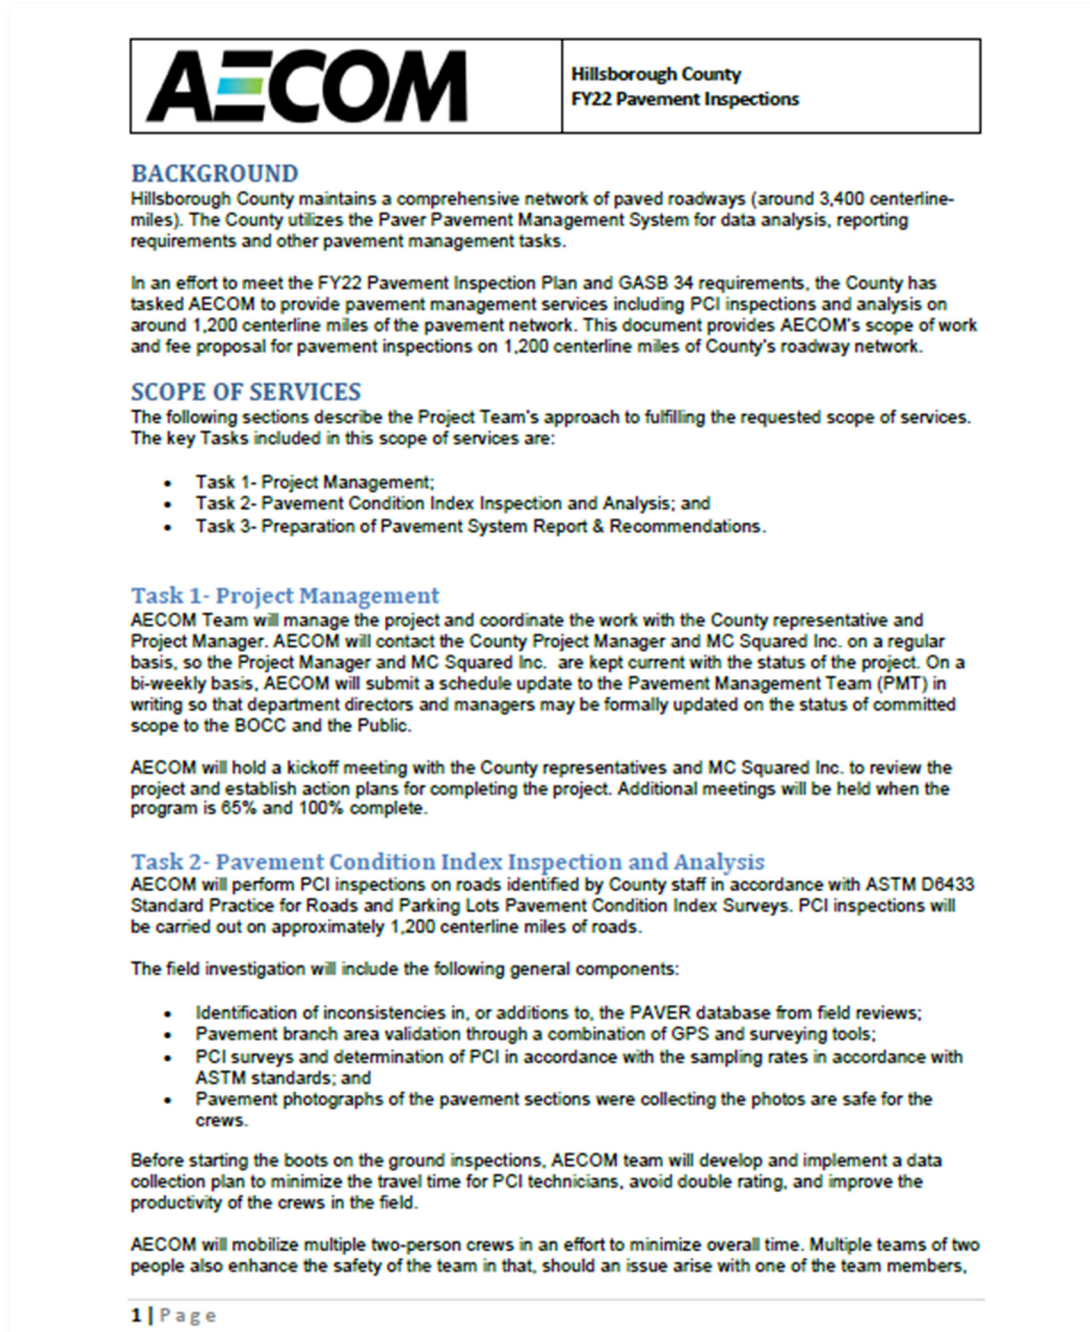 AECOM
Hillsborough County
FY22 Pavement Inspections
BACKGROUND
Hillsborough County maintains a comprehensive network of paved roadways (around 3,400 centerline-
miles). The County utilizes the Paver Pavement Management System for data analysis, reporting
requirements and other pavement management tasks.
In an effort to meet the FY22 Pavement Inspection Plan and GASB 34 requirements, the County has
tasked AECOM to provide pavement management services including PCI inspections and analysis on
around 1,200 centerline miles of the pavement network. This document provides AECOM's scope of work
and fee proposal for pavement inspections on 1,200 centerline miles of County's roadway network.
SCOPE OF SERVICES
The following sections describe the Project Team's approach to fulfilling the requested scope of services.
The key Tasks included in this scope of services are:
• Task 1- Project Management;
• Task 2- Pavement Condition Index Inspection and Analysis; and
• Task 3- Preparation of Pavement System Report & Recommendations.
Task 1- Project Management
AECOM Team will manage the project and coordinate the work with the County representative and
Project Manager. AECOM will contact the County Project Manager and MC Squared Inc. on a regular
basis, so the Project Manager and MC Squared Inc. are kept current with the status of the project. On a
bi-weekly basis, AECOM will submit a schedule update to the Pavement Management Team (PMT) in
writing so that department directors and managers may be formally updated on the status of committed
scope to the BOCC and the Public.
AECOM will hold a kickoff meeting with the County representatives and MC Squared Inc. to review the
project and establish action plans for completing the project. Additional meetings will be held when the
program is 65% and 100% complete.
Task 2- Pavement Condition Index Inspection and Analysis
AECOM will perform PCI inspections on roads identified by County staff in accordance with ASTM D6433
Standard Practice for Roads and Parking Lots Pavement Condition Index Surveys. PCI inspections will
be carried out on approximately 1,200 centerline miles of roads.
The field investigation will include the following general components:
• Identification of inconsistencies in, or additions to, the PAVER database from field reviews;
• Pavement branch area validation through a combination of GPS and surveying tools;
• PCI surveys and determination of PCI in accordance with the sampling rates in accordance with
ASTM standards; and
• Pavement photographs of the pavement sections were collecting the photos are safe for the
crews.
Before starting the boots on the ground inspections, AECOM team will develop and implement a data
collection plan to minimize the travel time for PCI technicians, avoid double rating, and improve the
productivity of the crews in the field.
AECOM will mobilize multiple two-person crews in an effort to minimize overall time. Multiple teams of two
people also enhance the safety of the team in that, should an issue arise with one of the team members,
1 | Page